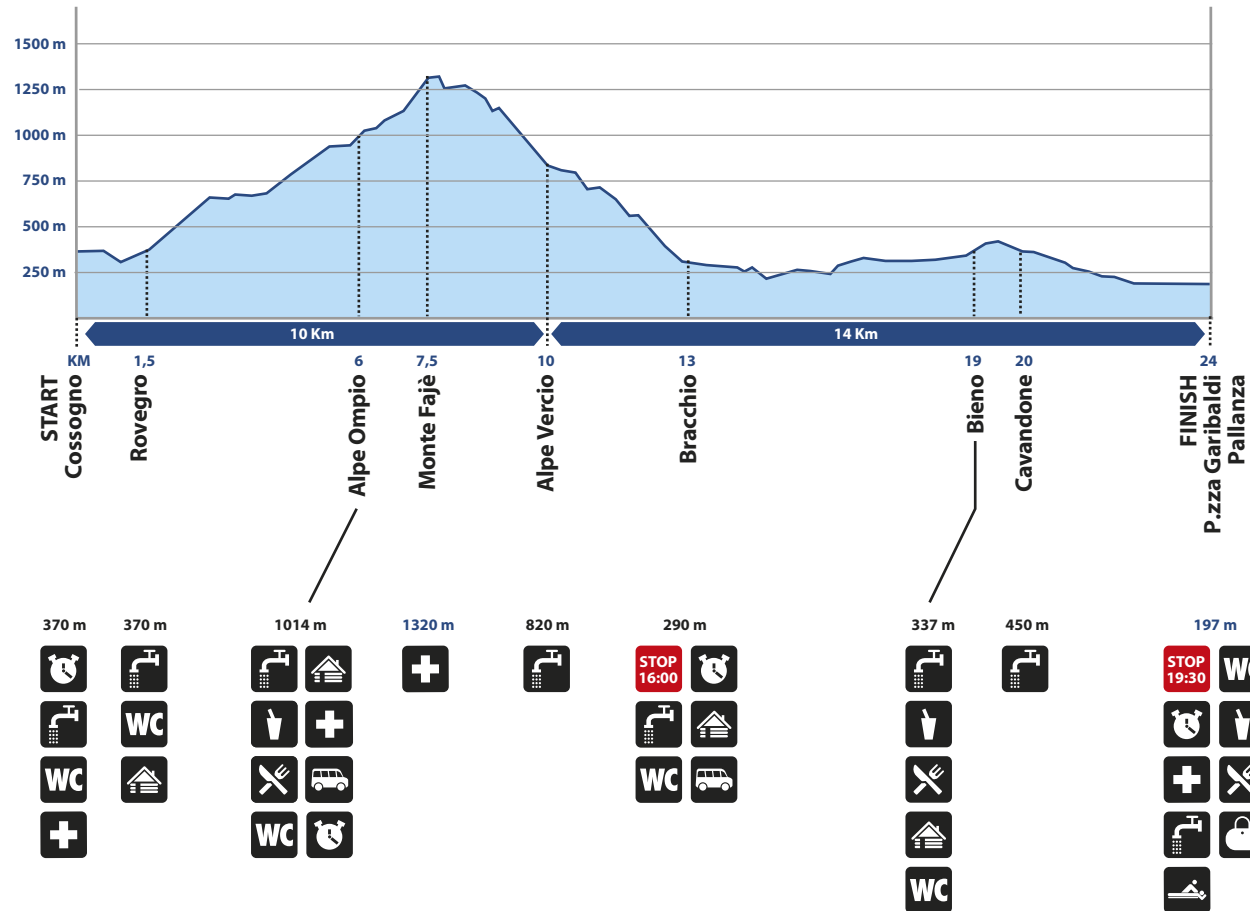 1500 m
1250 m
1000 m
750 m
500 m
250 m
10 Km
14 Km
KM
1,5
6
7,5
10
13
19
20
24
START
Cossogno
Rovegro
Alpe Ompio
Monte Fajè
Alpe Vercio
Bracchio
Bieno
Cavandone
FINISH
P.zza Garibaldi
Pallanza
370 m
370 m
1014 m
1320 m
820 m
290 m
337 m
450 m
197 m
STOP
16:00
STOP
19:30
WC
WC
WC
WC
WC
WC